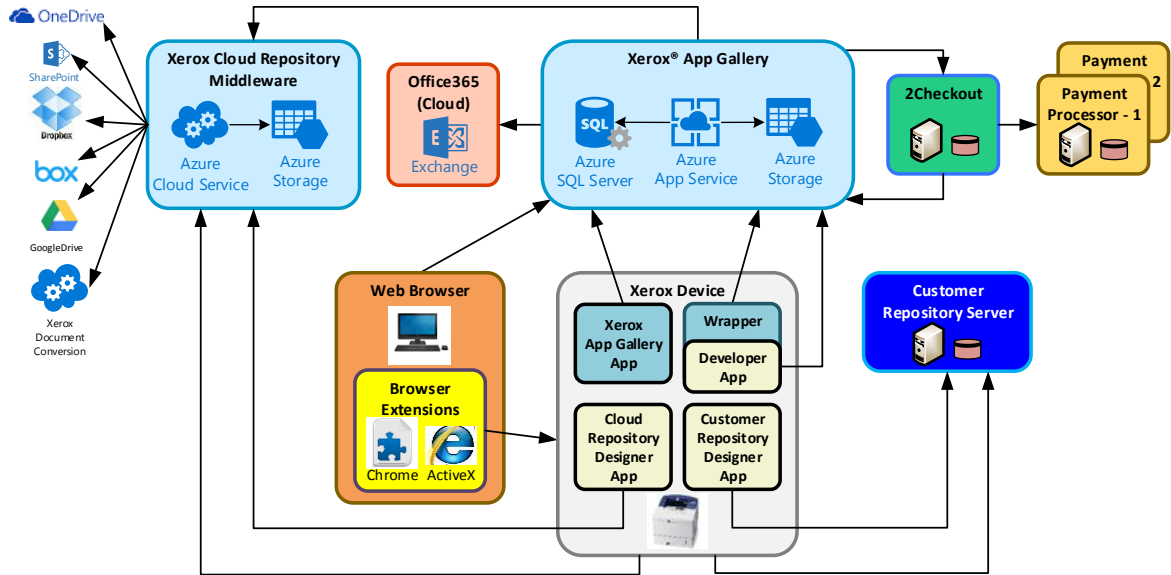 OneDrive
S
SharePoint
Dropbox
box
GoogleDrive
Xerox
Document
Conversion
Xerox Cloud Repository
Middleware
Azure
Cloud Service
Azure
Storage
Office365
(Cloud)
Exchange
Xerox® App Gallery
SQL
Azure
SQL Server
Azure
App Service
Azure
Storage
2Checkout
Payment
2
Payment
Processor - 1
Web Browser
Browser
Extensions
Chrome
ActiveX
Xerox Device
Xerox
App Gallery
App
Wrapper
Developer
App
Cloud
Repository
Designer
App
Customer
Repository
Designer
App
Customer
Repository Server